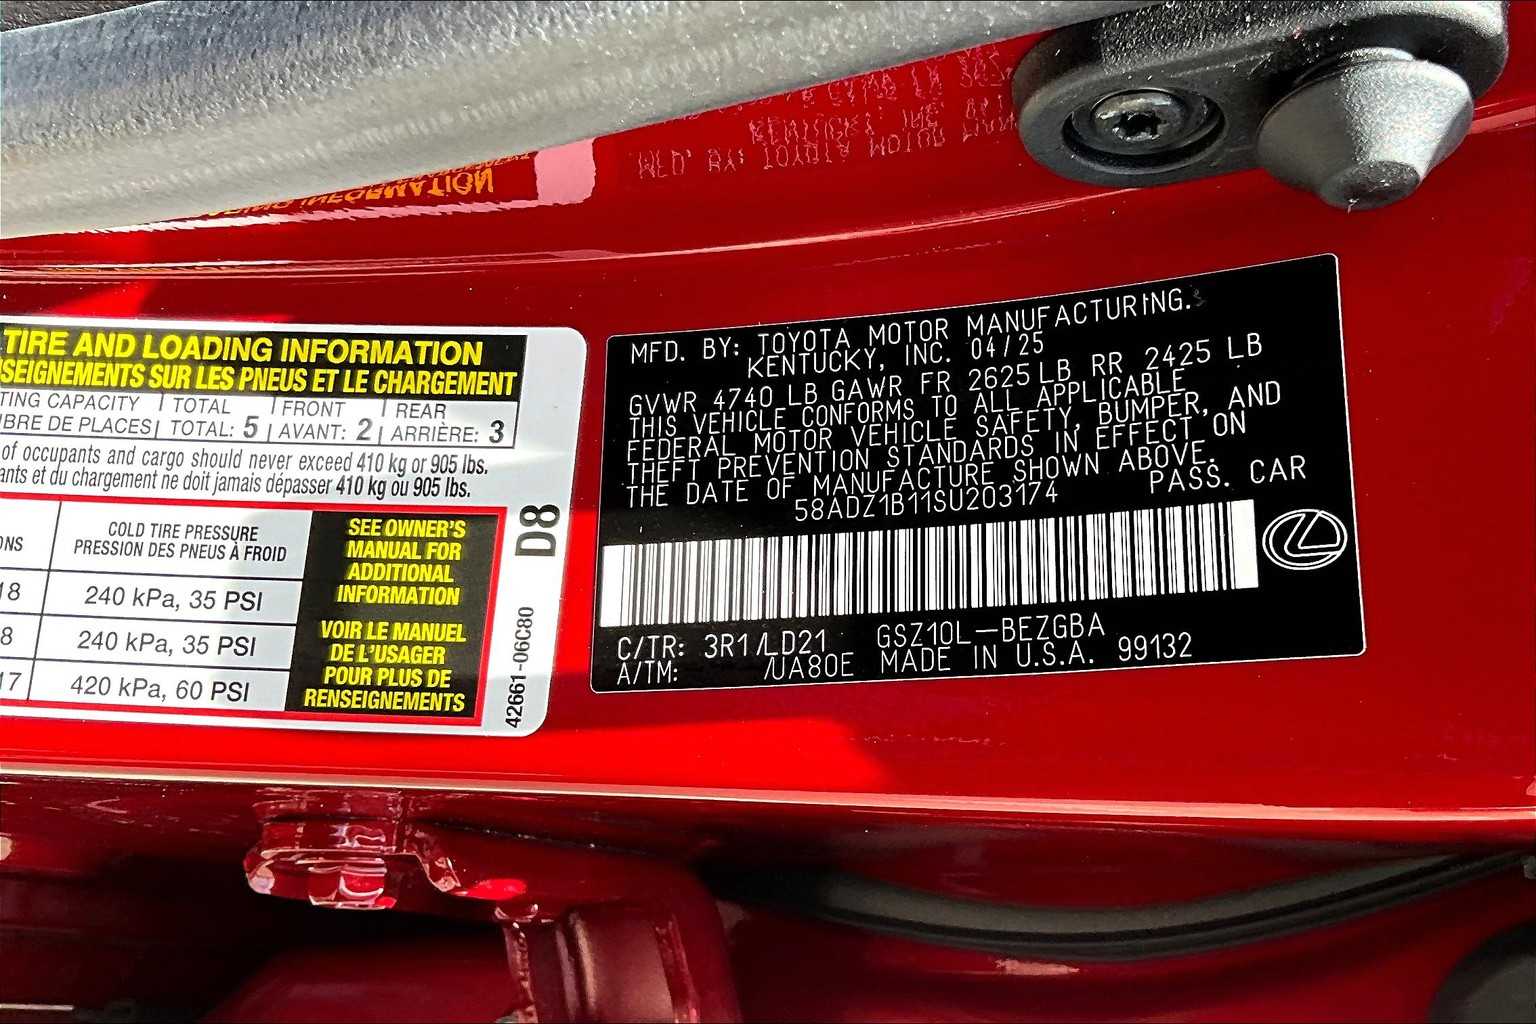 TIRE AND LOADING INFORMATION
SEIGNEMENTS SUR LES PNEUS ET LE CHARGEMENT
TING CAPACITY TOTAL FRONT REAR
BRE DE PLACES TOTAL: 5 AVANT: 2 ARRIÈRE: 3
of occupants and cargo should never exceed 410 kg or 905 lbs.
ants et du chargement ne doit jamais dépasser 410 kg ou 905 lbs.
ONS
COLD TIRE PRESSURE
PRESSION DES PNEUS À FROID
18 240 kPa, 35 PSI
8 240 kPa, 35 PSI
17 420 kPa, 60 PSI
SEE OWNER'S
MANUAL FOR
ADDITIONAL
INFORMATION
VOIR LE MANUEL
DE L'USAGER
POUR PLUS DE
RENSEIGNEMENTS
D8
42661-06C80
MFD. BY: TOYOTA MOTOR MANUFACTURING.
KENTUCKY, INC. 04/25
GVWR 4740 LB GAWR FR 2625 LB RR 2425 LB
THIS VEHICLE CONFORMS TO ALL APPLICABLE
FEDERAL MOTOR VEHICLE SAFETY, BUMPER, AND
THEFT PREVENTION STANDARDS IN EFFECT ON
THE DATE OF MANUFACTURE SHOWN ABOVE.
58ADZ1B11SU203174 PASS. CAR
C/TR: 3R1/LD21 GSZ10L-BEZGBA
A/TM: /UA80E MADE IN U.S.A. 99132